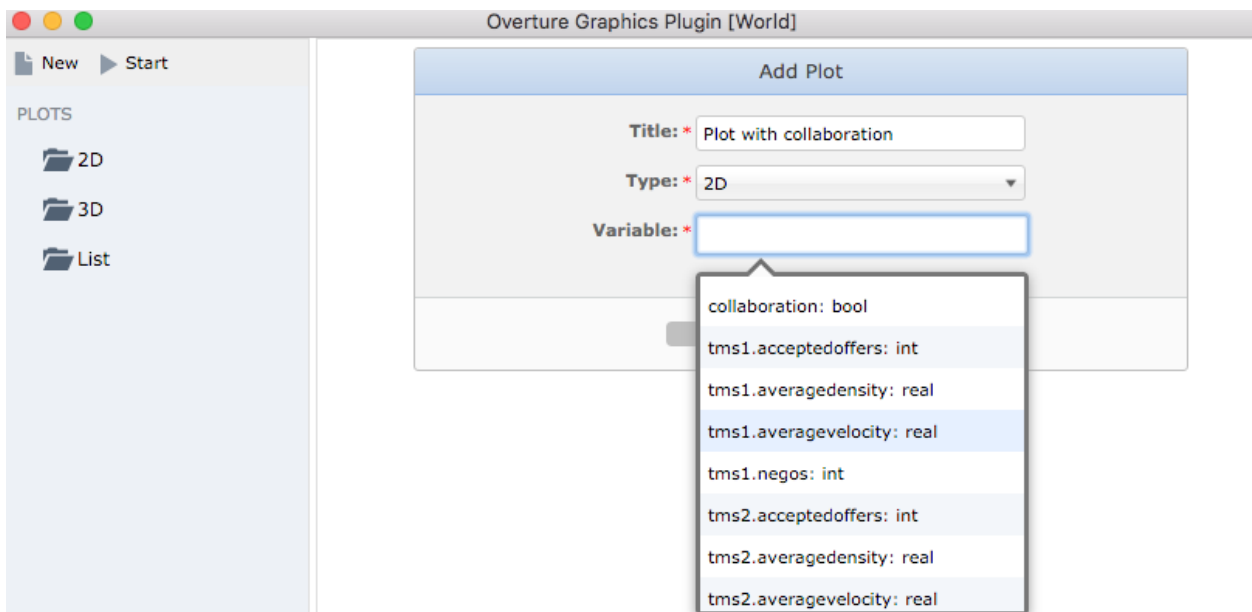 Overture Graphics Plugin [World]
New Start
PLOTS
2D
3D
List
Add Plot
Title: * Plot with collaboration
Type: * 2D
Variable: *
collaboration: bool
tms1.acceptedoffers: int
tms1.averagedensity: real
tms1.averagevelocity: real
tms1.negos: int
tms2.acceptedoffers: int
tms2.averagedensity: real
tms2.averagevelocity: real